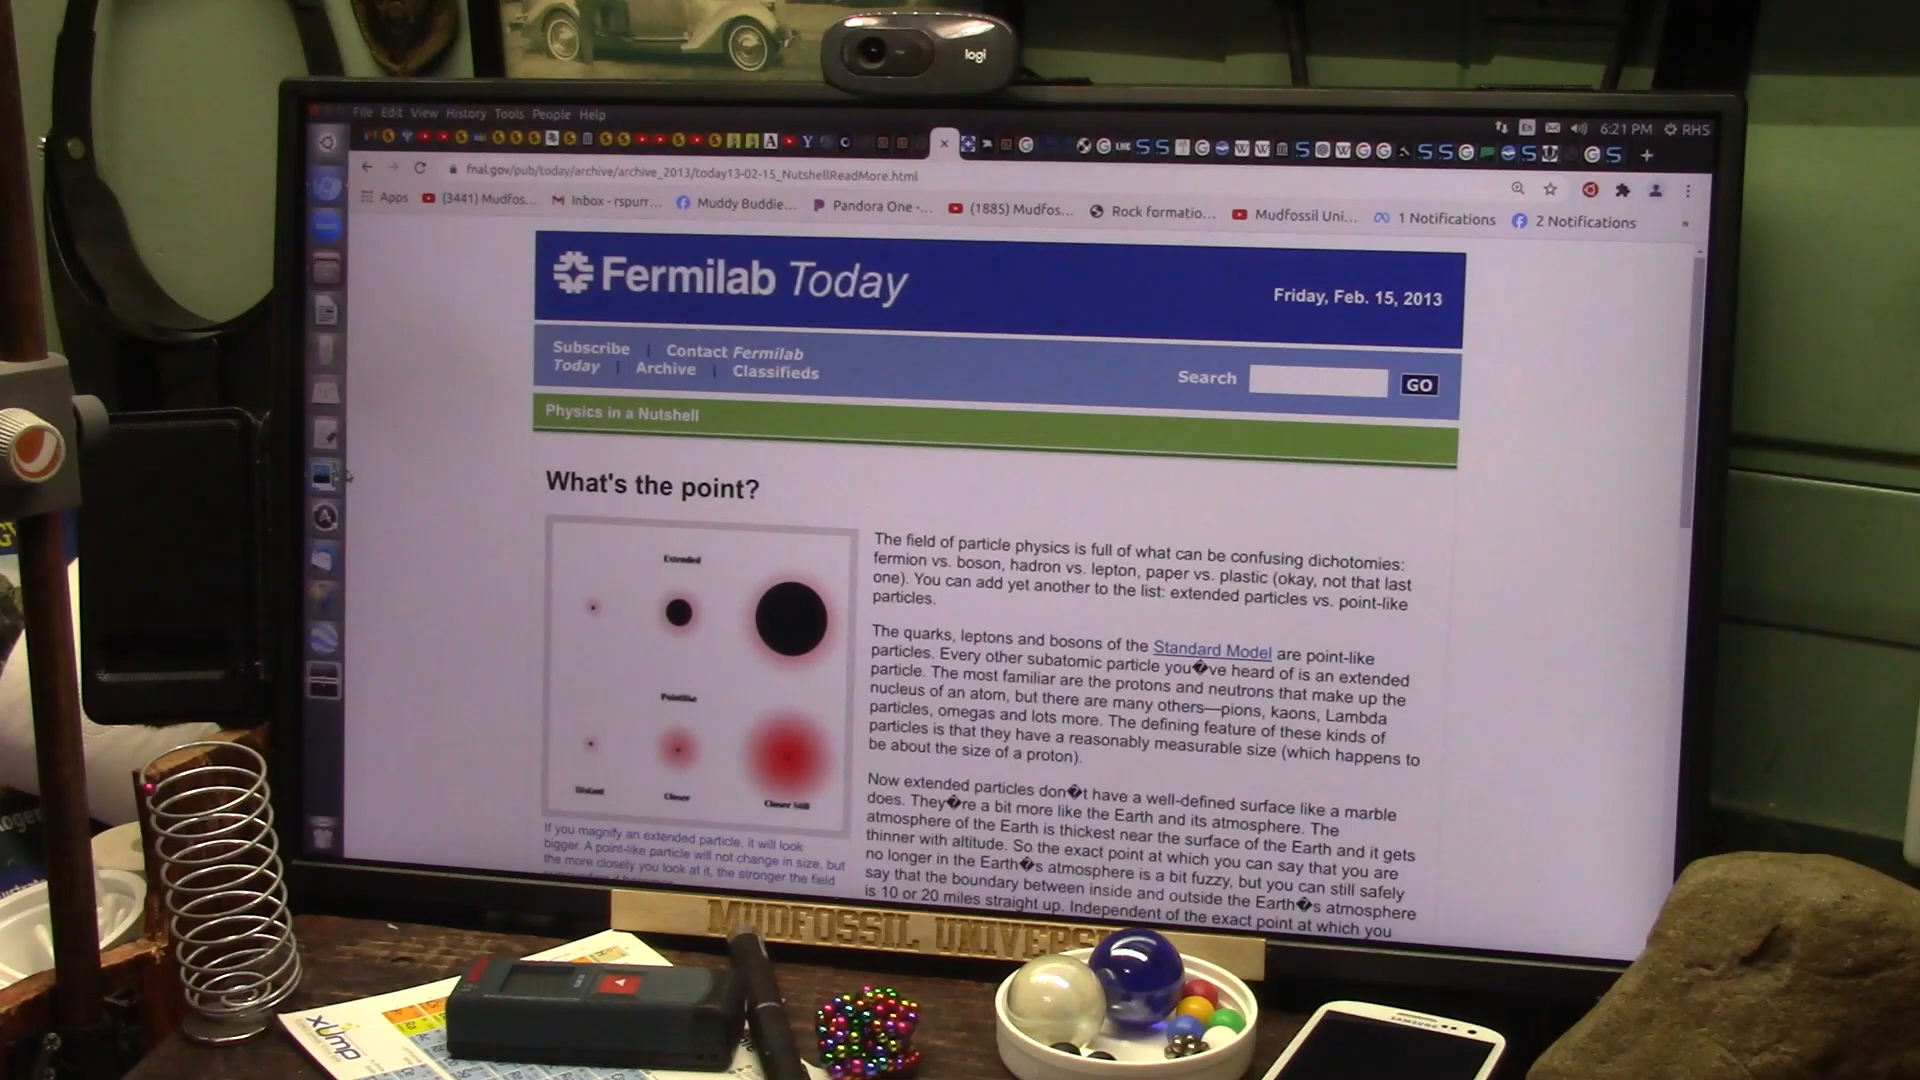 logi
File Edit View History Tools People Help
6:21 PM RHS
fnal.gov/pub/today/archive/archive_2013/today13-02-15_NutshellReadMore.html
Apps (3441) Mudfos... Inbox - rspurr... Muddy Buddie... Pandora One -... (1885) Mudfos... Rock formatio... Mudfossil Uni... 1 Notifications 2 Notifications »
Fermilab Today
Friday, Feb. 15, 2013
Subscribe | Contact Fermilab
Today | Archive | Classifieds
Search GO
Physics in a Nutshell
What's the point?
Extended
Pointlike
Distant Closer Closer Still
If you magnify an extended particle, it will look
bigger. A point-like particle will not change in size, but
the more closely you look at it, the stronger the field
The field of particle physics is full of what can be confusing dichotomies:
fermion vs. boson, hadron vs. lepton, paper vs. plastic (okay, not that last
one). You can add yet another to the list: extended particles vs. point-like
particles.
The quarks, leptons and bosons of the Standard Model are point-like
particles. Every other subatomic particle you�ve heard of is an extended
particle. The most familiar are the protons and neutrons that make up the
nucleus of an atom, but there are many others—pions, kaons, Lambda
particles, omegas and lots more. The defining feature of these kinds of
particles is that they have a reasonably measurable size (which happens to
be about the size of a proton).
Now extended particles don�t have a well-defined surface like a marble
does. They�re a bit more like the Earth and its atmosphere. The
atmosphere of the Earth is thickest near the surface of the Earth and it gets
thinner with altitude. So the exact point at which you can say that you are
no longer in the Earth�s atmosphere is a bit fuzzy, but you can still safely
say that the boundary between inside and outside the Earth�s atmosphere
is 10 or 20 miles straight up. Independent of the exact point at which you
MUDFOSSIL UNIVERS
xUmp
SAMSUNG